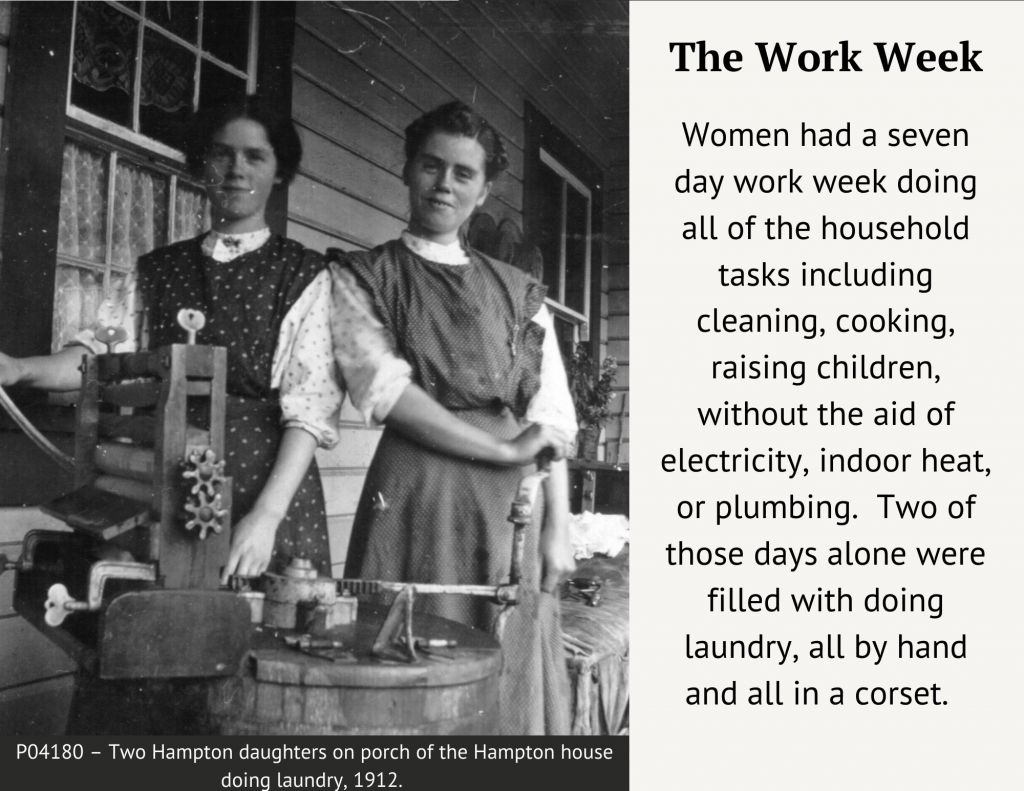 The Work Week
Women had a seven
day work week doing
all of the household
tasks including
cleaning, cooking,
raising children,
without the aid of
electricity, indoor heat,
or plumbing.  Two of
those days alone were
filled with doing
laundry, all by hand
and all in a corset.
P04180 – Two Hampton daughters on porch of the Hampton house
doing laundry, 1912.